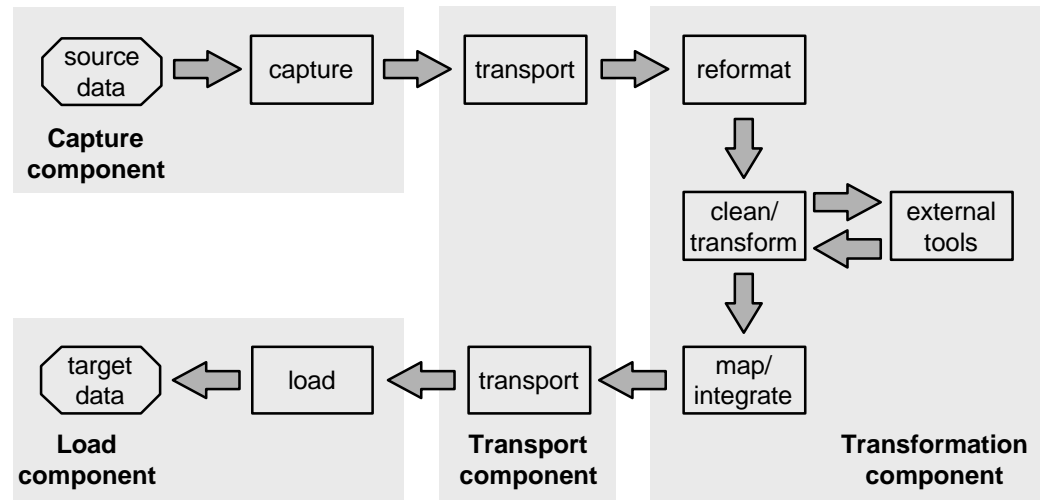 source
data
capture
transport
reformat
Capture
component
clean/
transform
external
tools
target
data
load
transport
map/
integrate
Load
component
Transport
component
Transformation
component